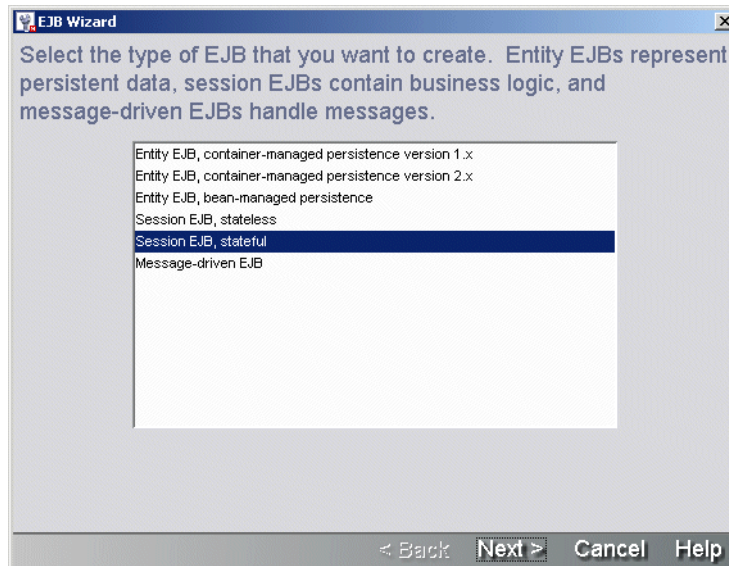 EJB Wizard
Select the type of EJB that you want to create. Entity EJBs represent
persistent data, session EJBs contain business logic, and
message-driven EJBs handle messages.
Entity EJB, container-managed persistence version 1.x
Entity EJB, container-managed persistence version 2.x
Entity EJB, bean-managed persistence
Session EJB, stateless
Session EJB, stateful
Message-driven EJB
< Back Next > Cancel Help